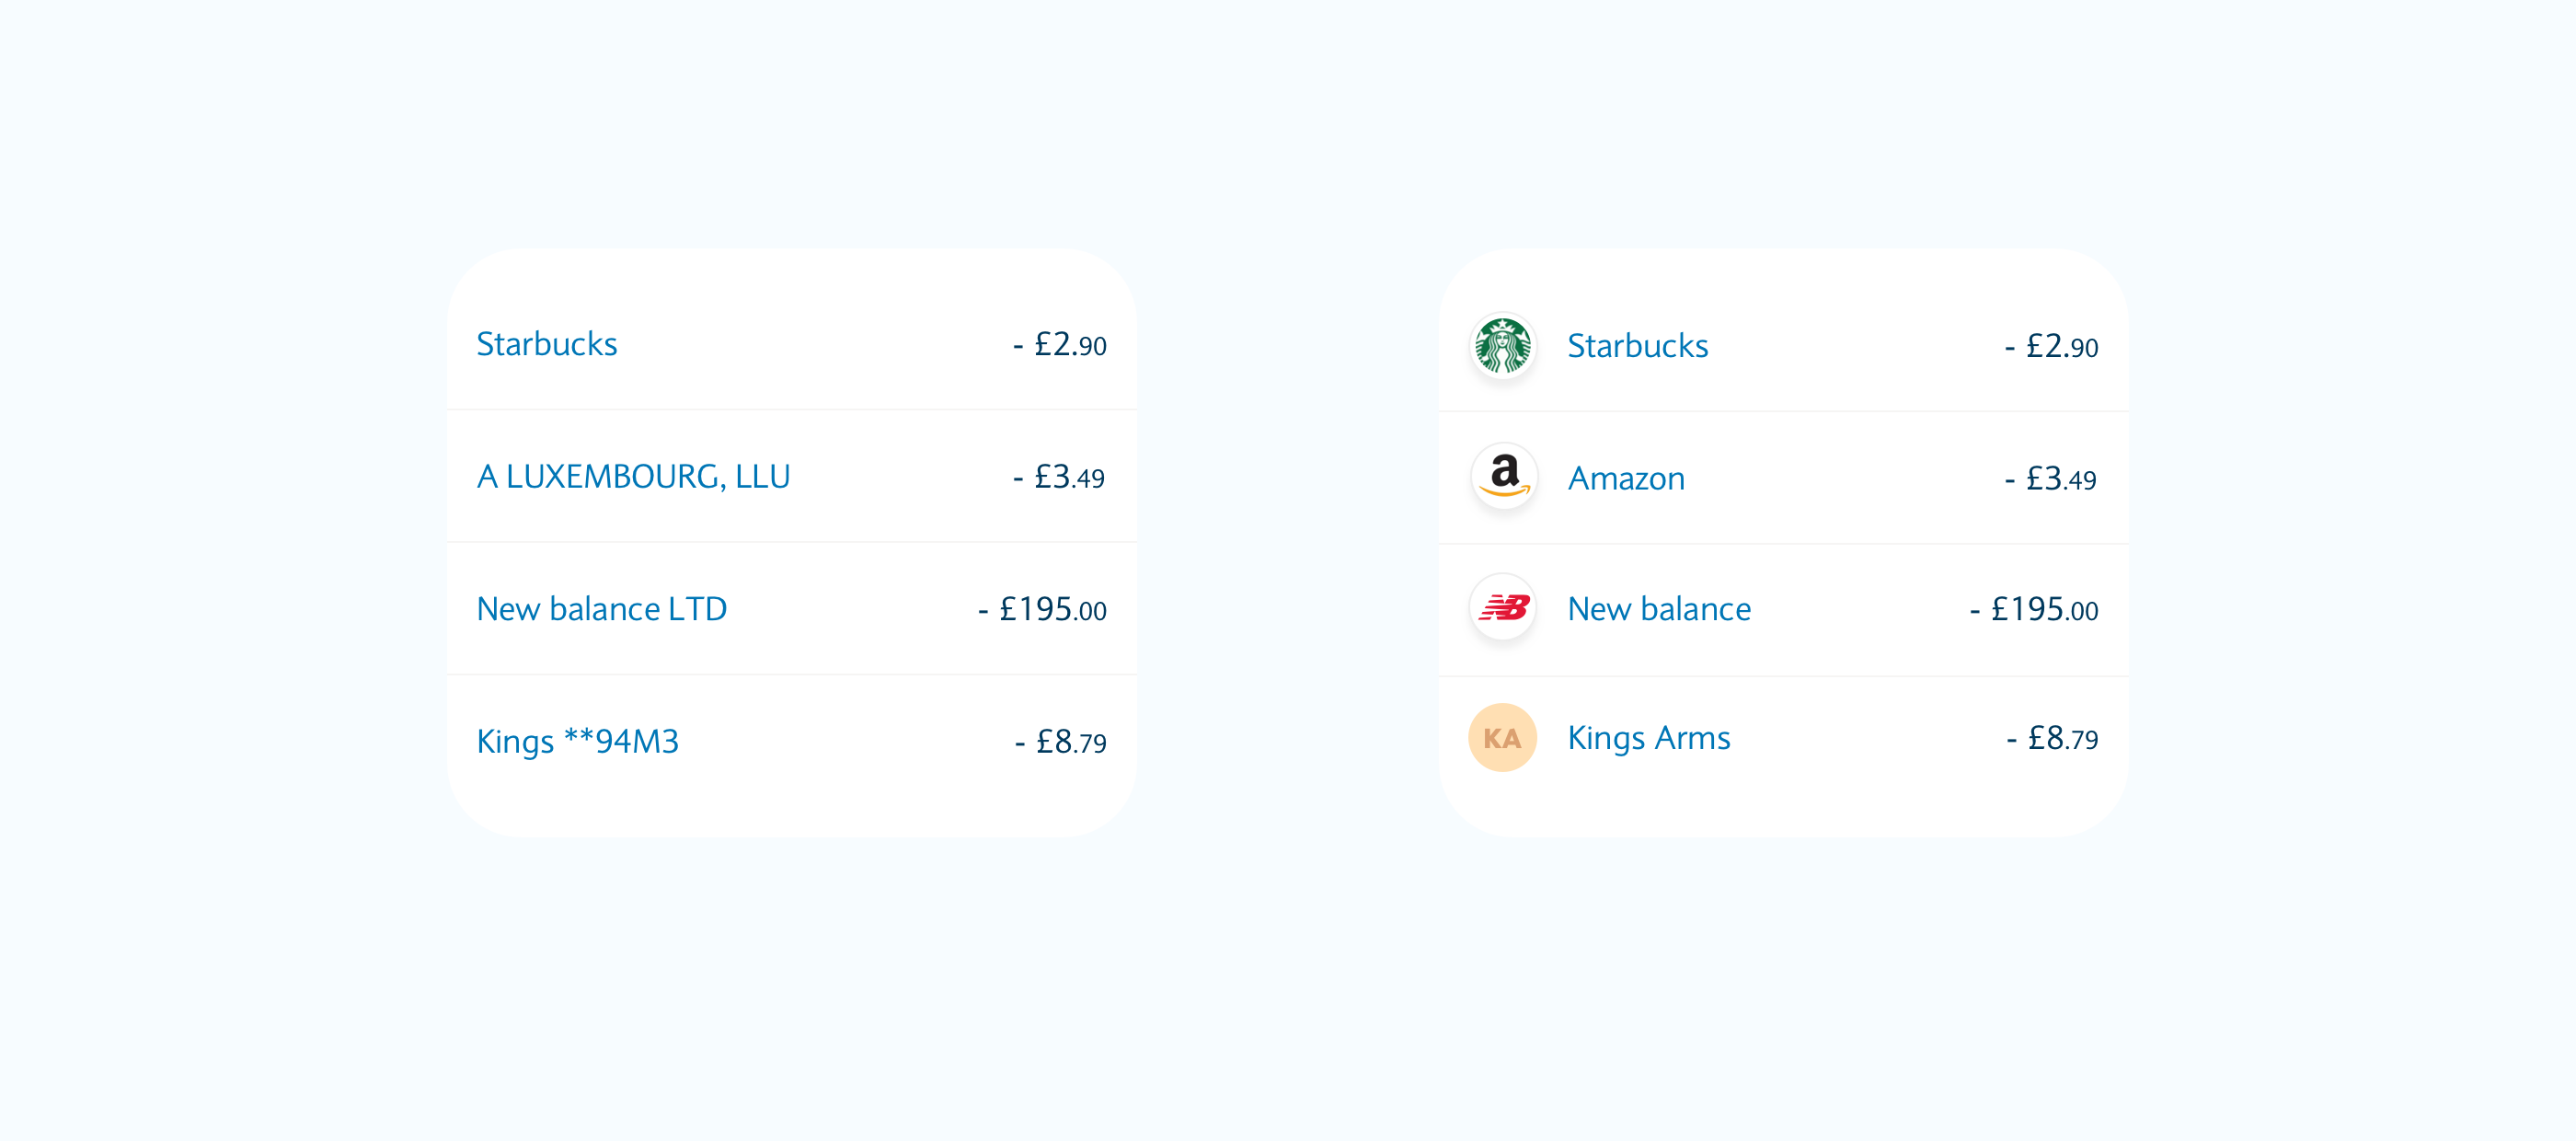 Starbucks - £2.90
A LUXEMBOURG, LLU - £3.49
New balance LTD - £195.00
Kings **94M3 - £8.79
Starbucks - £2.90
a Amazon - £3.49
NB New balance - £195.00
KA Kings Arms - £8.79